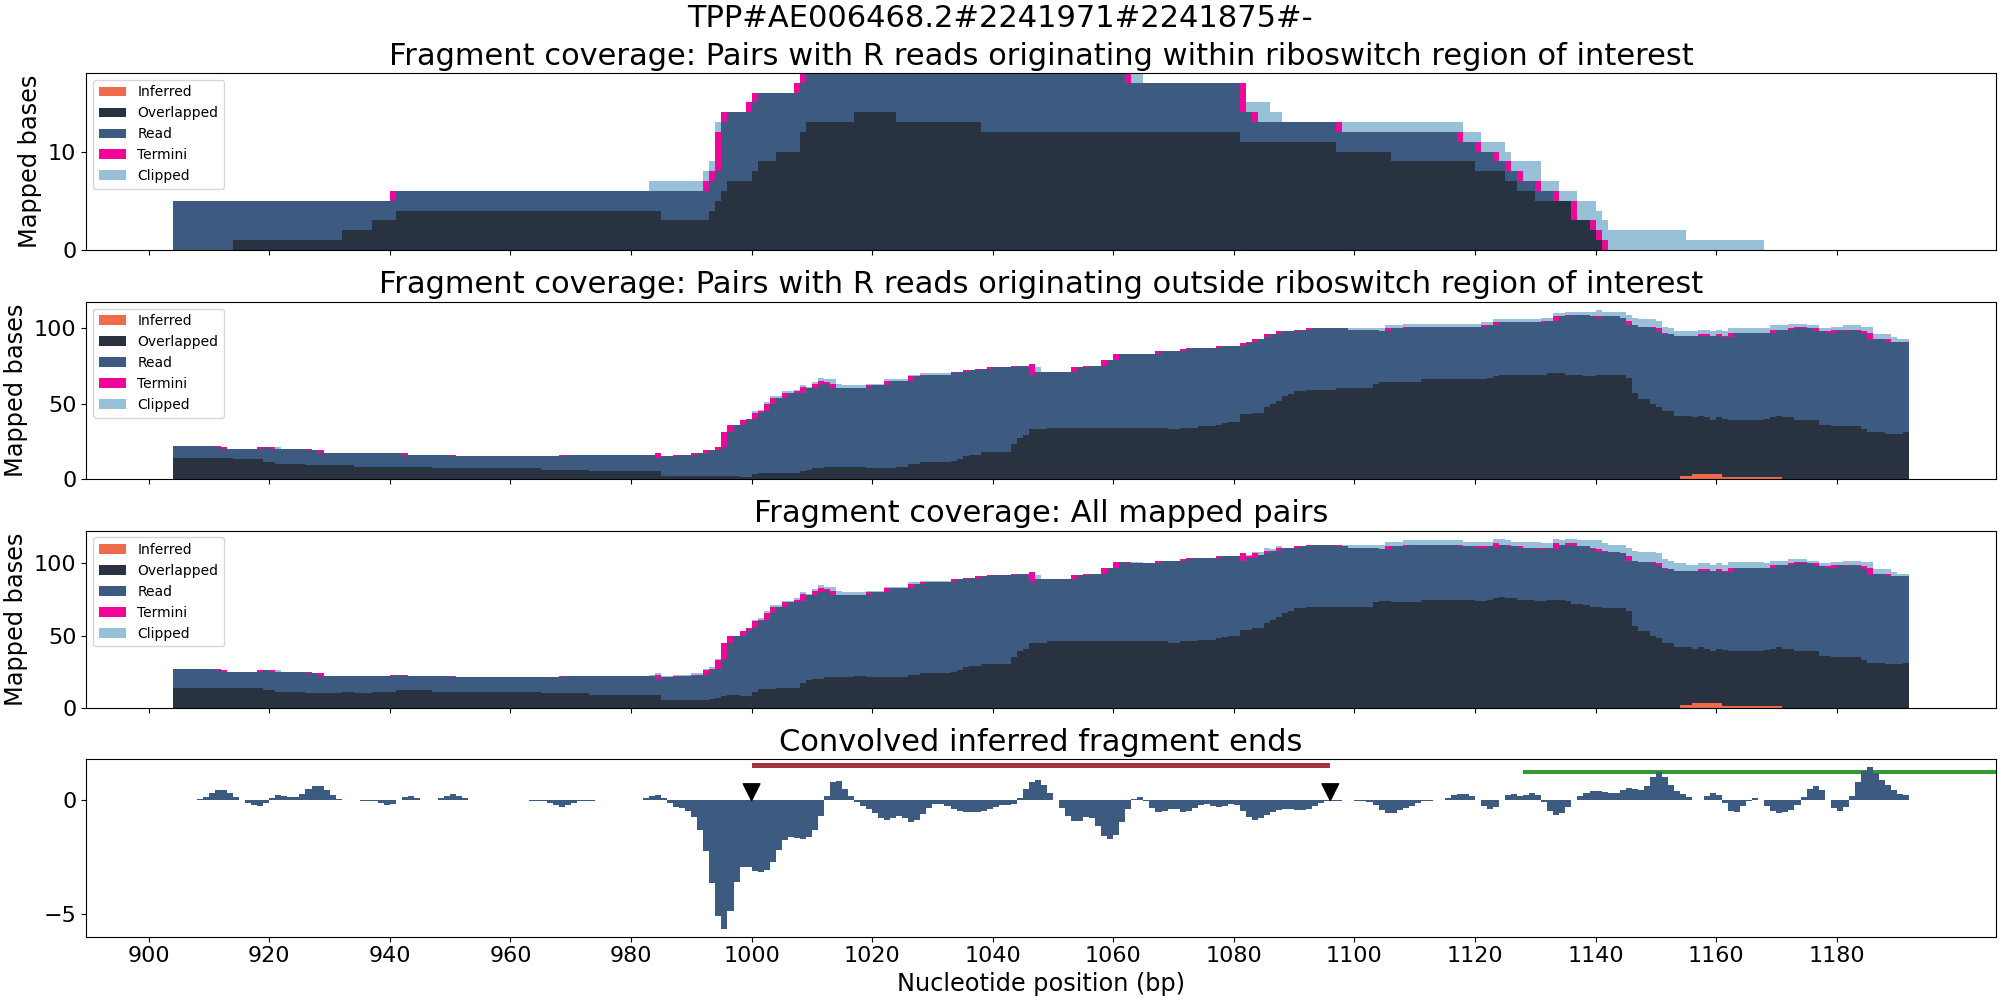 TPP#AE006468.2#2241971#2241875#-
Fragment coverage: Pairs with R reads originating within riboswitch region of interest
Mapped bases
10
0
Inferred
Overlapped
Read
Termini
Clipped
Fragment coverage: Pairs with R reads originating outside riboswitch region of interest
Mapped bases
100
50
0
Inferred
Overlapped
Read
Termini
Clipped
Fragment coverage: All mapped pairs
Mapped bases
100
50
0
Inferred
Overlapped
Read
Termini
Clipped
Convolved inferred fragment ends
0
−5
900 920 940 960 980 1000 1020 1040 1060 1080 1100 1120 1140 1160 1180
Nucleotide position (bp)